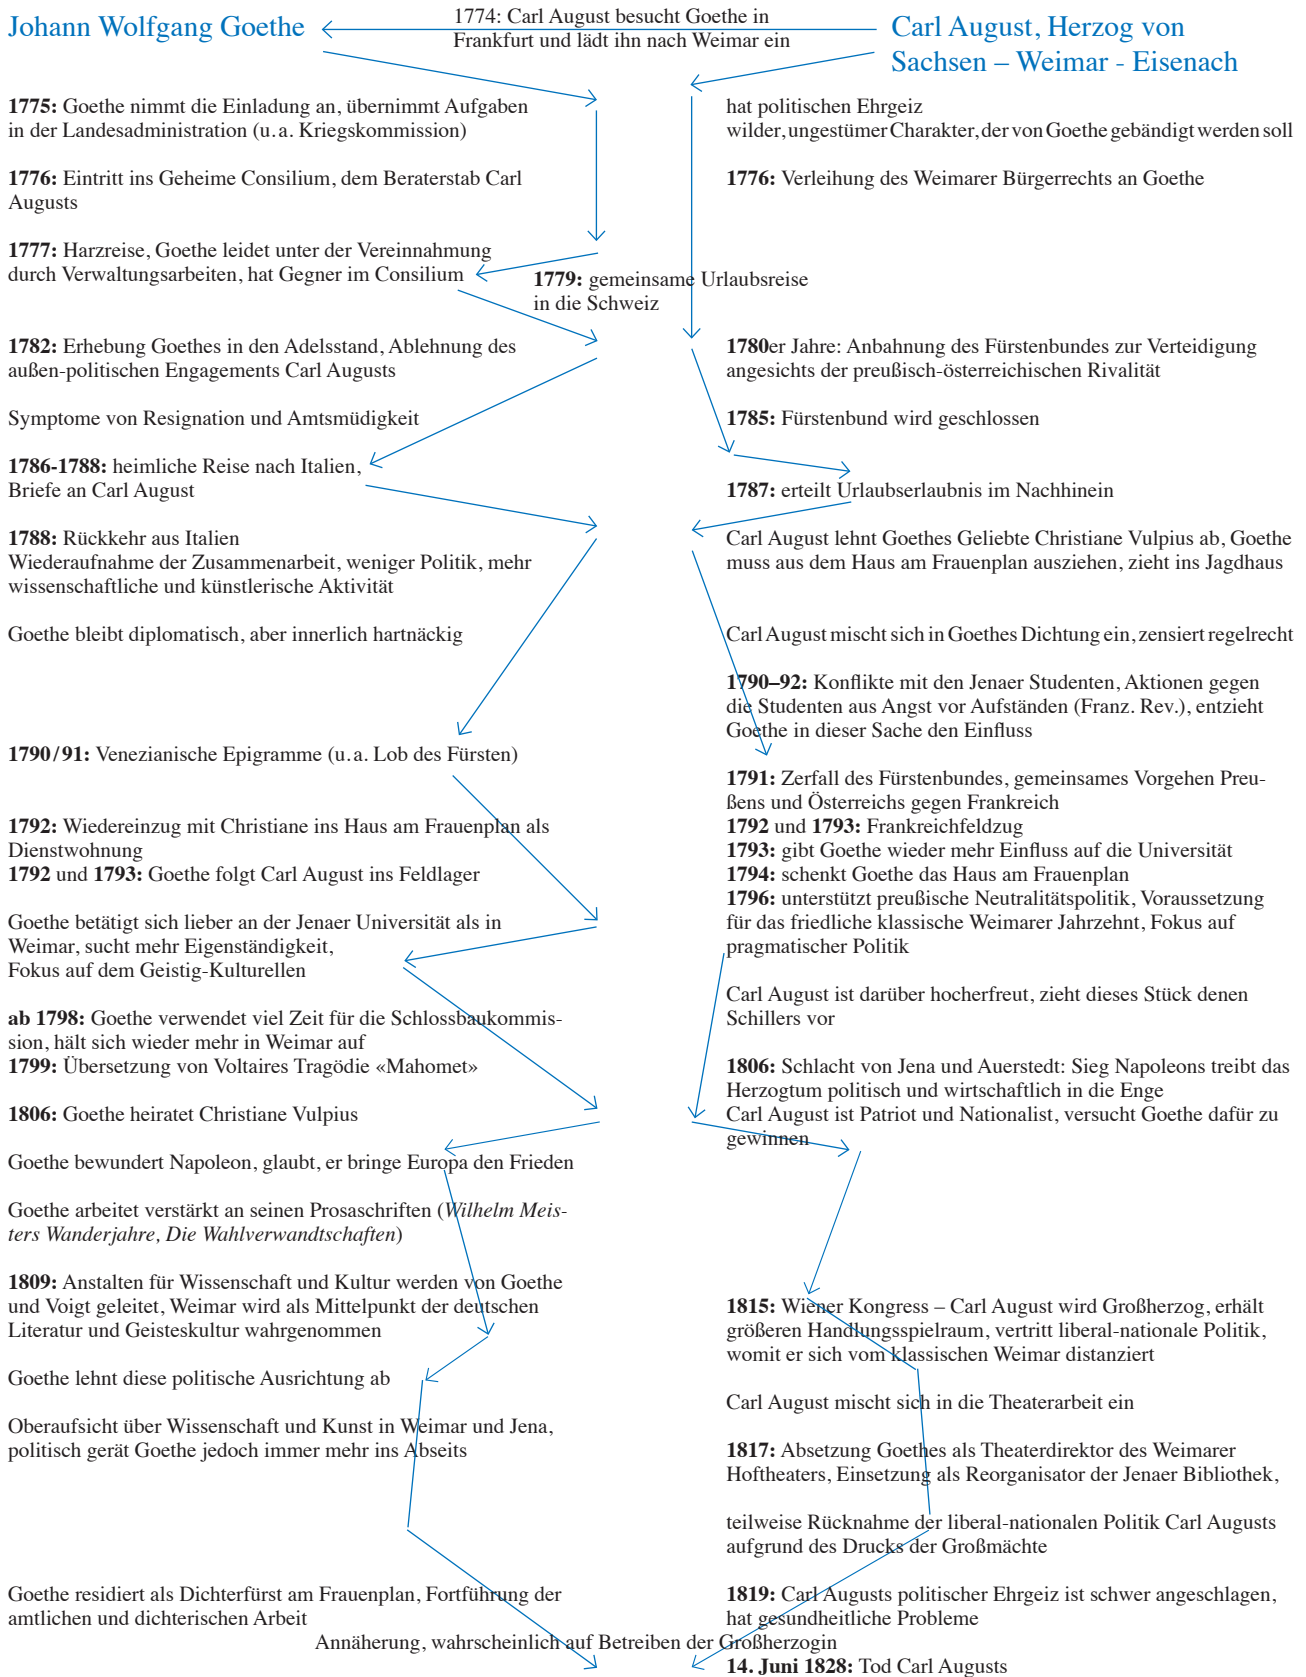 Johann Wolfgang Goethe
1774: Carl August besucht Goethe in
Frankfurt und lädt ihn nach Weimar ein
Carl August, Herzog von
Sachsen – Weimar - Eisenach
1775: Goethe nimmt die Einladung an, übernimmt Aufgaben
in der Landesadministration (u. a. Kriegskommission)
1776: Eintritt ins Geheime Consilium, dem Beraterstab Carl
Augusts
1777: Harzreise, Goethe leidet unter der Vereinnahmung
durch Verwaltungsarbeiten, hat Gegner im Consilium
1779: gemeinsame Urlaubsreise
in die Schweiz
1782: Erhebung Goethes in den Adelsstand, Ablehnung des
außen-politischen Engagements Carl Augusts
Symptome von Resignation und Amtsmüdigkeit
1786-1788: heimliche Reise nach Italien,
Briefe an Carl August
1788: Rückkehr aus Italien
Wiederaufnahme der Zusammenarbeit, weniger Politik, mehr
wissenschaftliche und künstlerische Aktivität
Goethe bleibt diplomatisch, aber innerlich hartnäckig
1790/91: Venezianische Epigramme (u. a. Lob des Fürsten)
1792: Wiedereinzug mit Christiane ins Haus am Frauenplan als
Dienstwohnung
1792 und 1793: Goethe folgt Carl August ins Feldlager
Goethe betätigt sich lieber an der Jenaer Universität als in
Weimar, sucht mehr Eigenständigkeit,
Fokus auf dem Geistig-Kulturellen
ab 1798: Goethe verwendet viel Zeit für die Schlossbaukommis-
sion, hält sich wieder mehr in Weimar auf
1799: Übersetzung von Voltaires Tragödie «Mahomet»
1806: Goethe heiratet Christiane Vulpius
Goethe bewundert Napoleon, glaubt, er bringe Europa den Frieden
Goethe arbeitet verstärkt an seinen Prosaschriften (Wilhelm Meis-
ters Wanderjahre, Die Wahlverwandtschaften)
1809: Anstalten für Wissenschaft und Kultur werden von Goethe
und Voigt geleitet, Weimar wird als Mittelpunkt der deutschen
Literatur und Geisteskultur wahrgenommen
Goethe lehnt diese politische Ausrichtung ab
Oberaufsicht über Wissenschaft und Kunst in Weimar und Jena,
politisch gerät Goethe jedoch immer mehr ins Abseits
Goethe residiert als Dichterfürst am Frauenplan, Fortführung der
amtlichen und dichterischen Arbeit
hat politischen Ehrgeiz
wilder, ungestümer Charakter, der von Goethe gebändigt werden soll
1776: Verleihung des Weimarer Bürgerrechts an Goethe
1780er Jahre: Anbahnung des Fürstenbundes zur Verteidigung
angesichts der preußisch-österreichischen Rivalität
1785: Fürstenbund wird geschlossen
1787: erteilt Urlaubserlaubnis im Nachhinein
Carl August lehnt Goethes Geliebte Christiane Vulpius ab, Goethe
muss aus dem Haus am Frauenplan ausziehen, zieht ins Jagdhaus
Carl August mischt sich in Goethes Dichtung ein, zensiert regelrecht
1790–92: Konflikte mit den Jenaer Studenten, Aktionen gegen
die Studenten aus Angst vor Aufständen (Franz. Rev.), entzieht
Goethe in dieser Sache den Einfluss
1791: Zerfall des Fürstenbundes, gemeinsames Vorgehen Preu-
ßens und Österreichs gegen Frankreich
1792 und 1793: Frankreichfeldzug
1793: gibt Goethe wieder mehr Einfluss auf die Universität
1794: schenkt Goethe das Haus am Frauenplan
1796: unterstützt preußische Neutralitätspolitik, Voraussetzung
für das friedliche klassische Weimarer Jahrzehnt, Fokus auf
pragmatischer Politik
Carl August ist darüber hocherfreut, zieht dieses Stück denen
Schillers vor
1806: Schlacht von Jena und Auerstedt: Sieg Napoleons treibt das
Herzogtum politisch und wirtschaftlich in die Enge
Carl August ist Patriot und Nationalist, versucht Goethe dafür zu
gewinnen
1815: Wiener Kongress – Carl August wird Großherzog, erhält
größeren Handlungsspielraum, vertritt liberal-nationale Politik,
womit er sich vom klassischen Weimar distanziert
Carl August mischt sich in die Theaterarbeit ein
1817: Absetzung Goethes als Theaterdirektor des Weimarer
Hoftheaters, Einsetzung als Reorganisator der Jenaer Bibliothek,
teilweise Rücknahme der liberal-nationalen Politik Carl Augusts
aufgrund des Drucks der Großmächte
1819: Carl Augusts politischer Ehrgeiz ist schwer angeschlagen,
hat gesundheitliche Probleme
Annäherung, wahrscheinlich auf Betreiben der Großherzogin
14. Juni 1828: Tod Carl Augusts